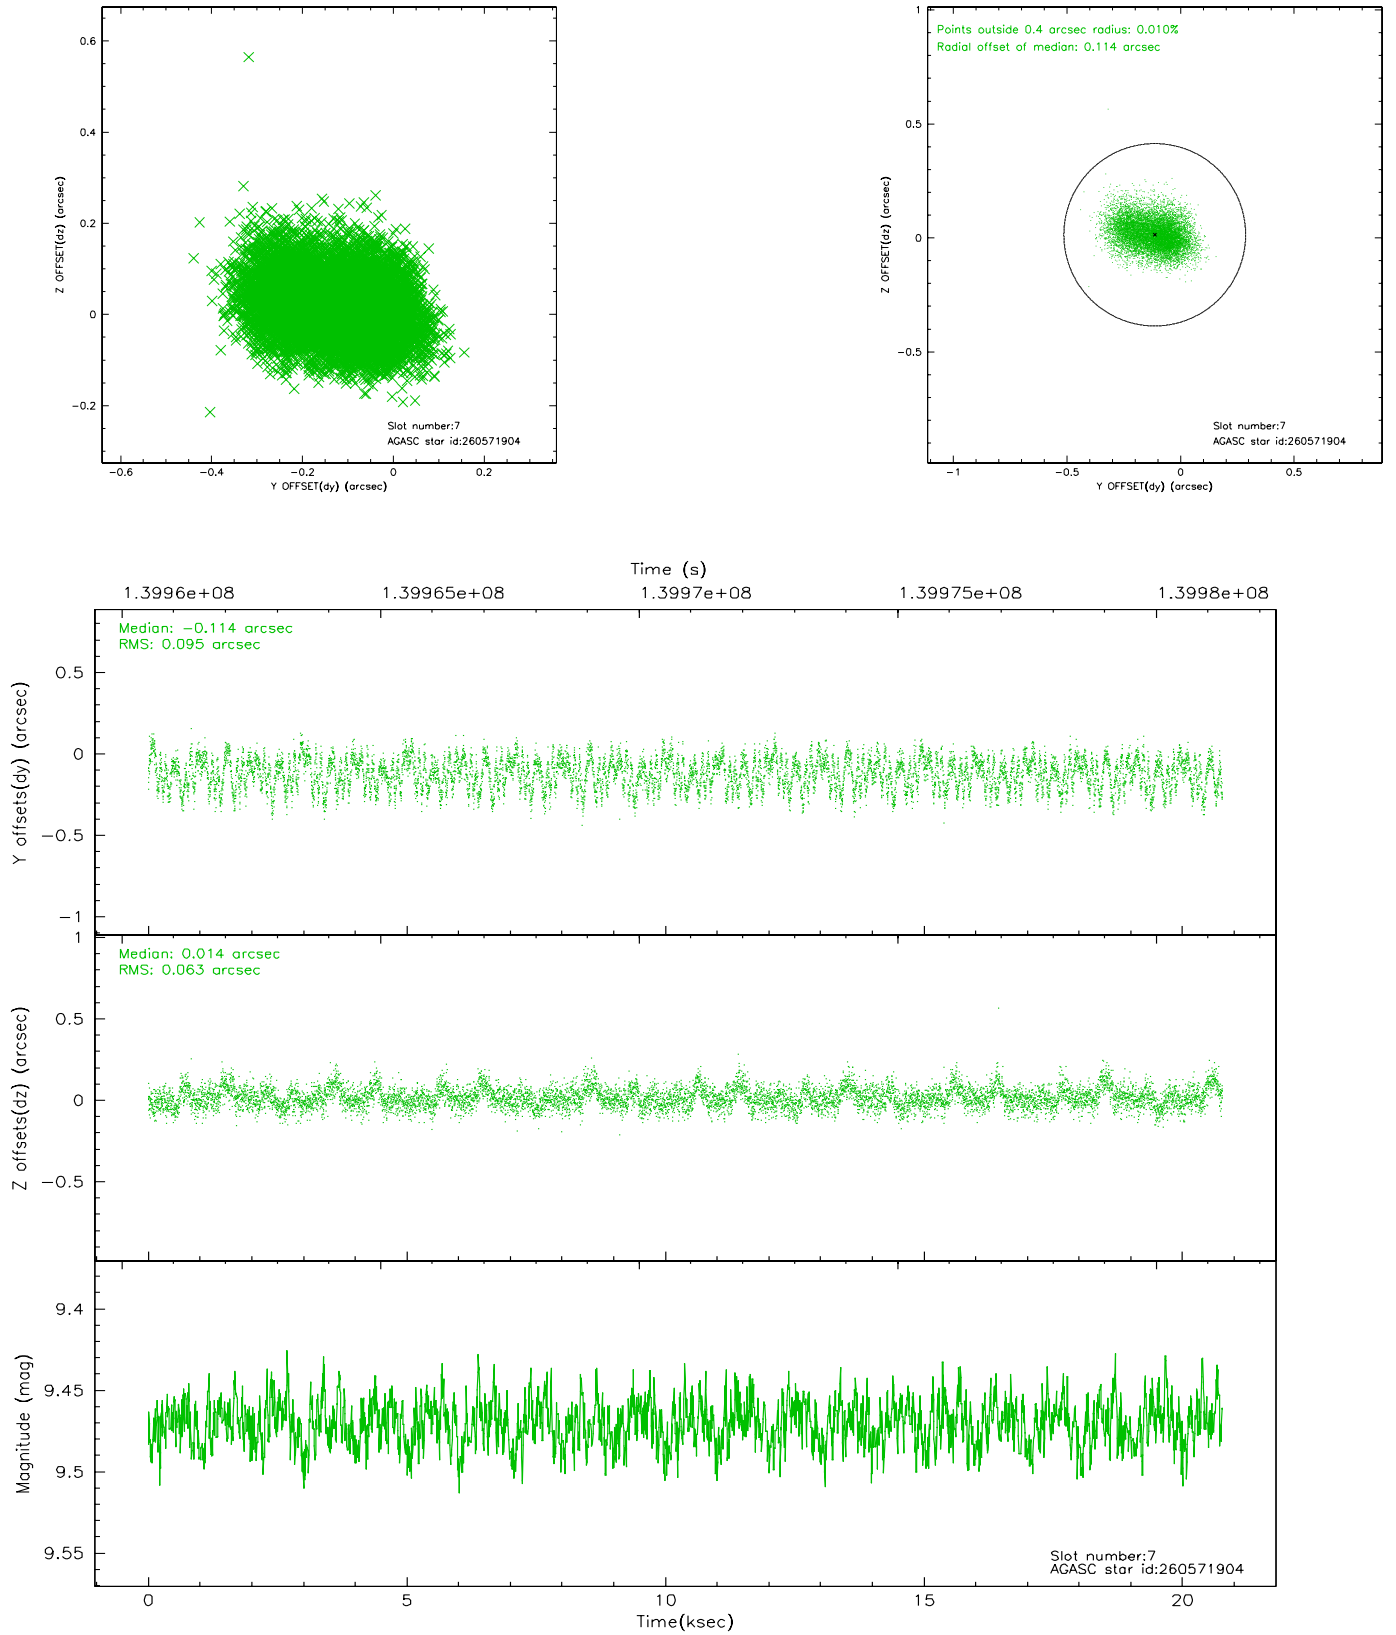 0.6
0.4
0.2
0
−0.2
Z OFFSET(dz) (arcsec)
Slot number:7
AGASC star id:260571904
−0.6 −0.4 −0.2 0 0.2
Y OFFSET(dy) (arcsec)
1
0.5
0
−0.5
Z OFFSET(dz) (arcsec)
Points outside 0.4 arcsec radius: 0.010%
Radial offset of median: 0.114 arcsec
Slot number:7
AGASC star id:260571904
−1 −0.5 0 0.5
Y OFFSET(dy) (arcsec)
Time (s)
1.3996e+08 1.39965e+08 1.3997e+08 1.39975e+08 1.3998e+08
Median: −0.114 arcsec
RMS: 0.095 arcsec
0.5
0
−0.5
−1
Y offsets(dy) (arcsec)
Median: 0.014 arcsec
RMS: 0.063 arcsec
1
0.5
0
−0.5
Z offsets(dz) (arcsec)
9.4
9.45
9.5
9.55
Magnitude (mag)
Slot number:7
AGASC star id:260571904
0 5 10 15 20
Time(ksec)